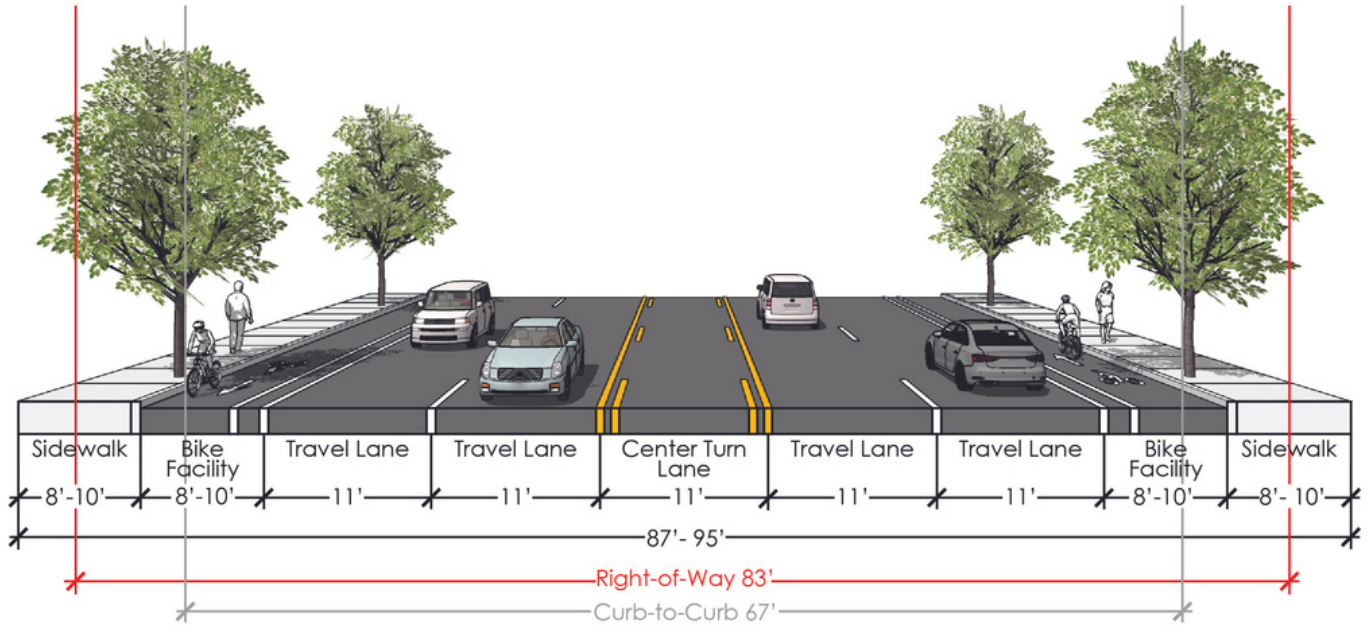 Sidewalk
Bike
Facility
Travel Lane
Travel Lane
Center Turn
Lane
Travel Lane
Travel Lane
Bike
Facility
Sidewalk
8'-10'
8'-10'
11'
11'
11'
11'
11'
8'-10'
8'- 10'
87'- 95'
Right-of-Way 83'
Curb-to-Curb 67'